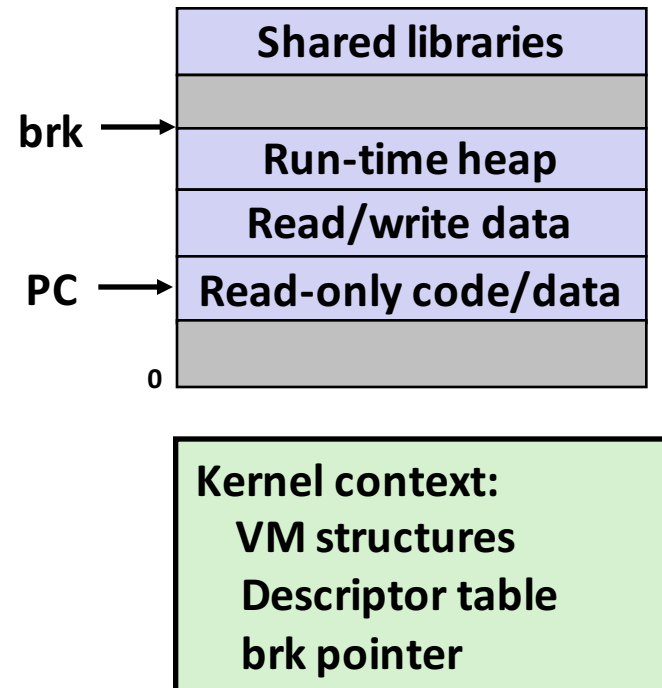 Shared libraries
brk
Run-time heap
Read/write data
PC
Read-only code/data
0
Kernel context:
VM structures
Descriptor table
brk pointer